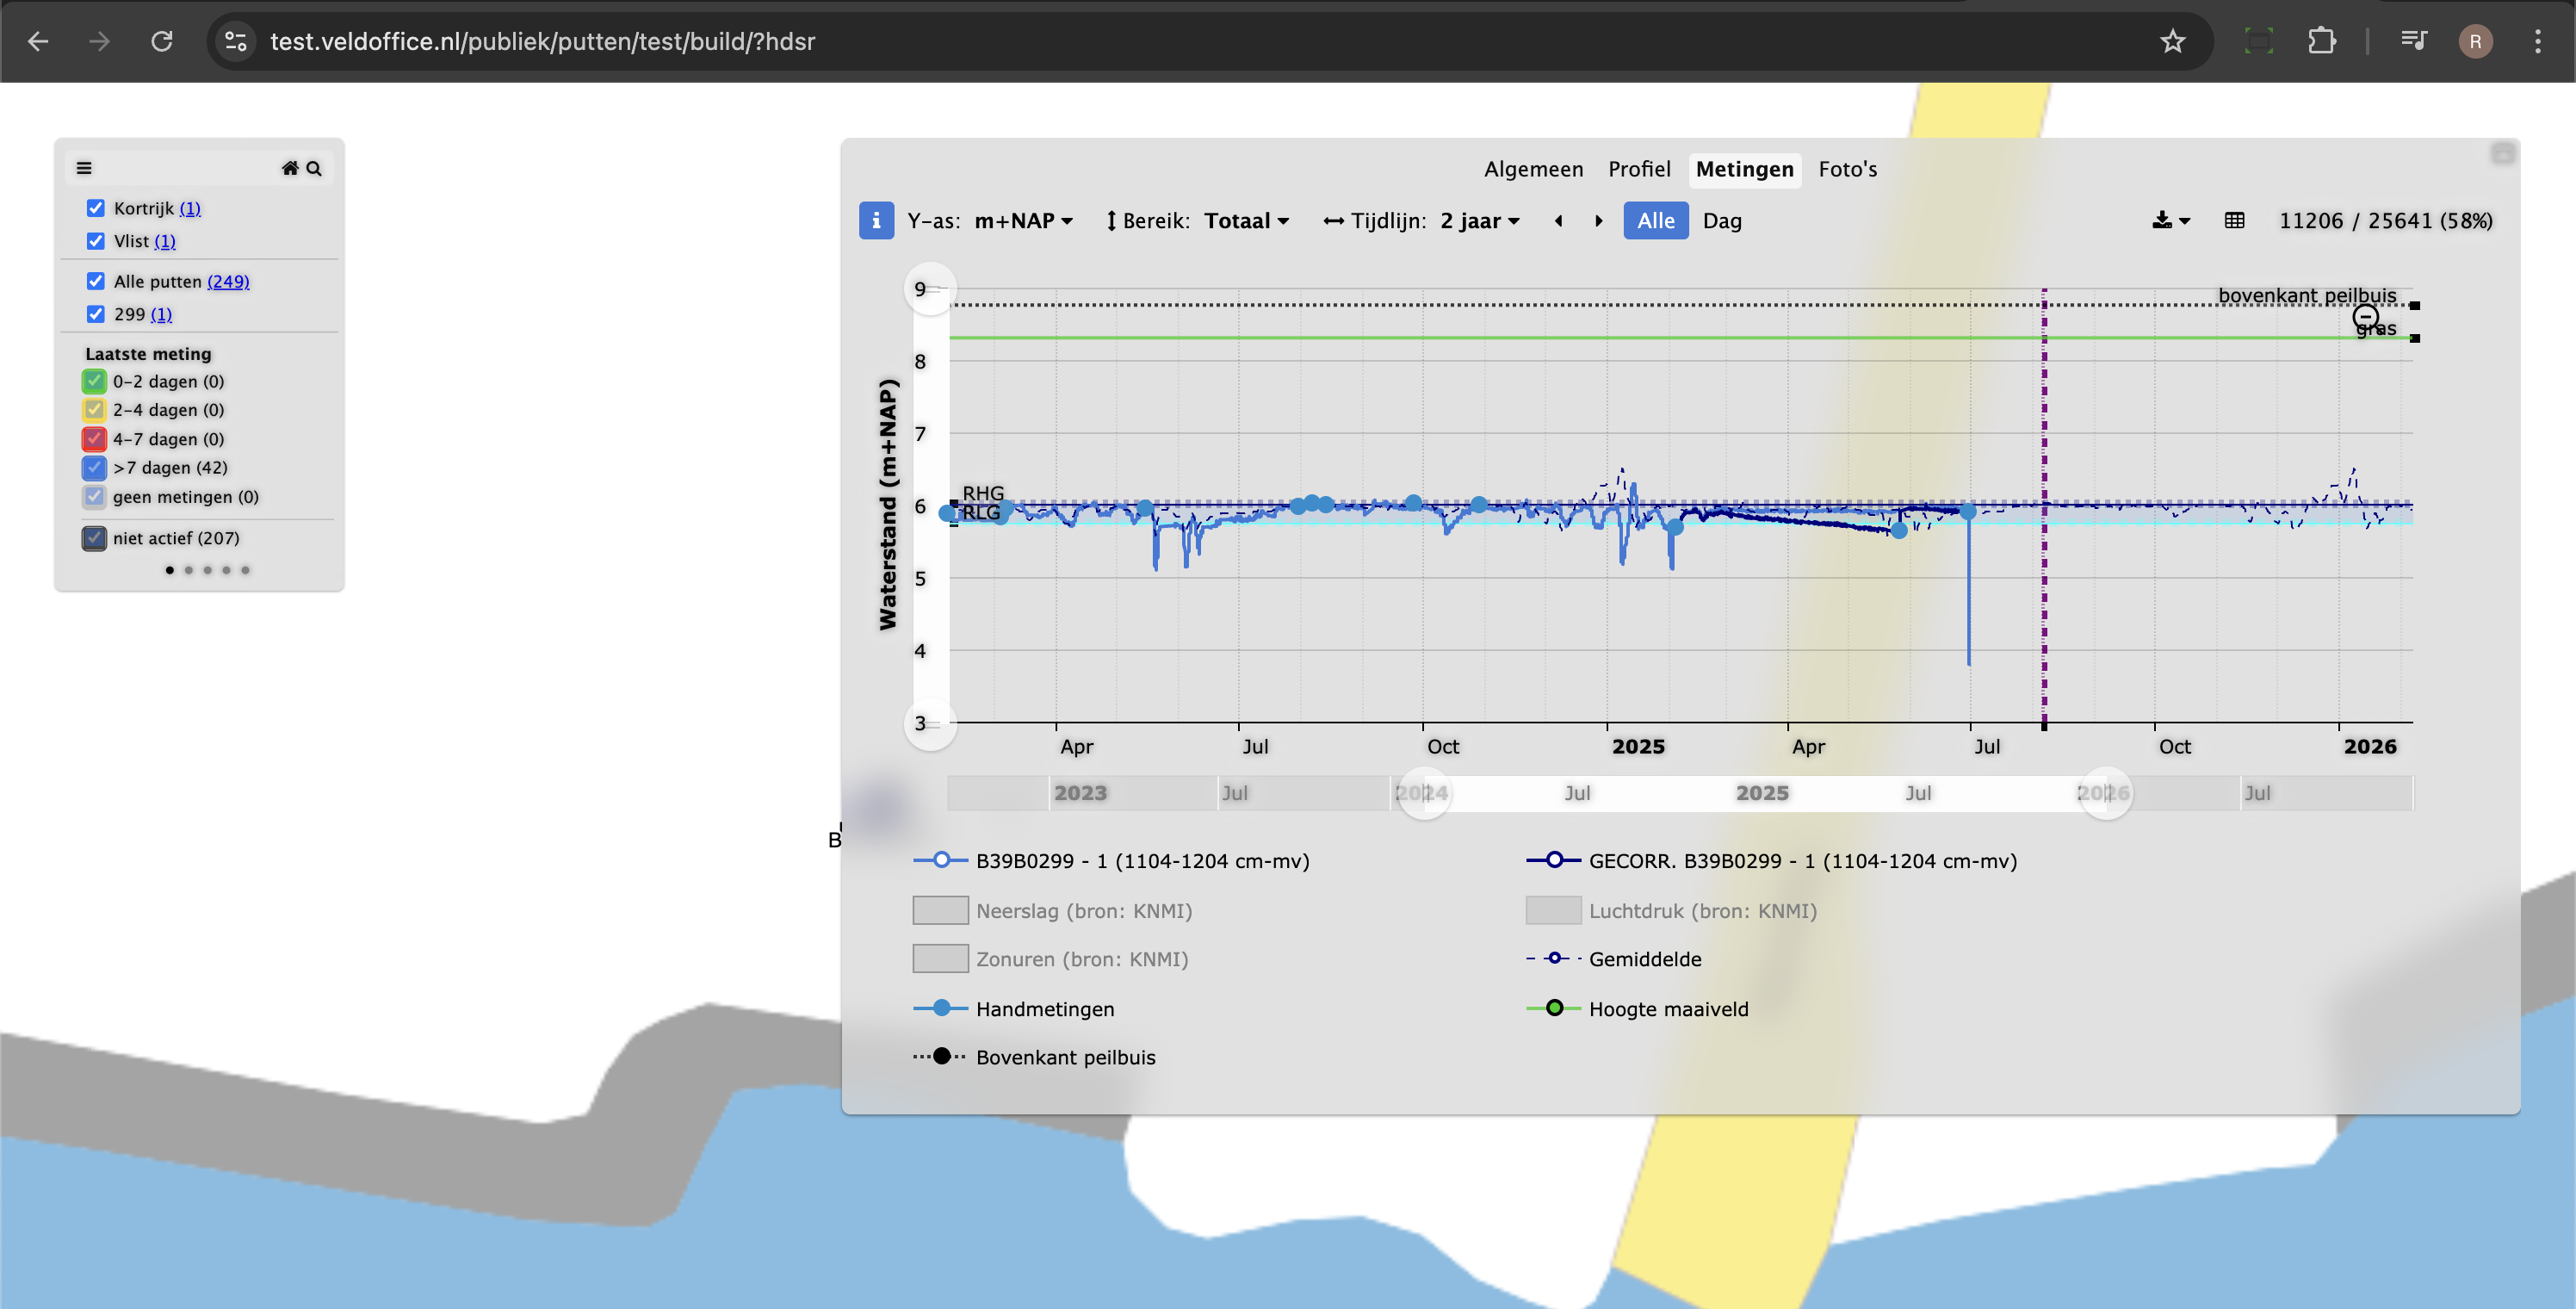 test.veldoffice.nl/publiek/putten/test/build/?hdsr
R
Kortrijk (1)
Vlist (1)
Alle putten (249)
299 (1)
Laatste meting
0-2 dagen (0)
2-4 dagen (0)
4-7 dagen (0)
>7 dagen (42)
geen metingen (0)
niet actief (207)
Algemeen Profiel Metingen Foto's
i Y-as: m+NAP Bereik: Totaal Tijdlijn: 2 jaar Alle Dag 11206 / 25641 (58%)
9
bovenkant peilbuis
gras
8
7
RHG
6
RLG
5
4
3
Waterstand (m+NAP)
Apr Jul Oct 2025 Apr Jul Oct 2026
2023 Jul 2024 Jul 2025 Jul 2026 Jul
B
B39B0299 - 1 (1104-1204 cm-mv) GECORR. B39B0299 - 1 (1104-1204 cm-mv)
Neerslag (bron: KNMI) Luchtdruk (bron: KNMI)
Zonuren (bron: KNMI) Gemiddelde
Handmetingen Hoogte maaiveld
Bovenkant peilbuis